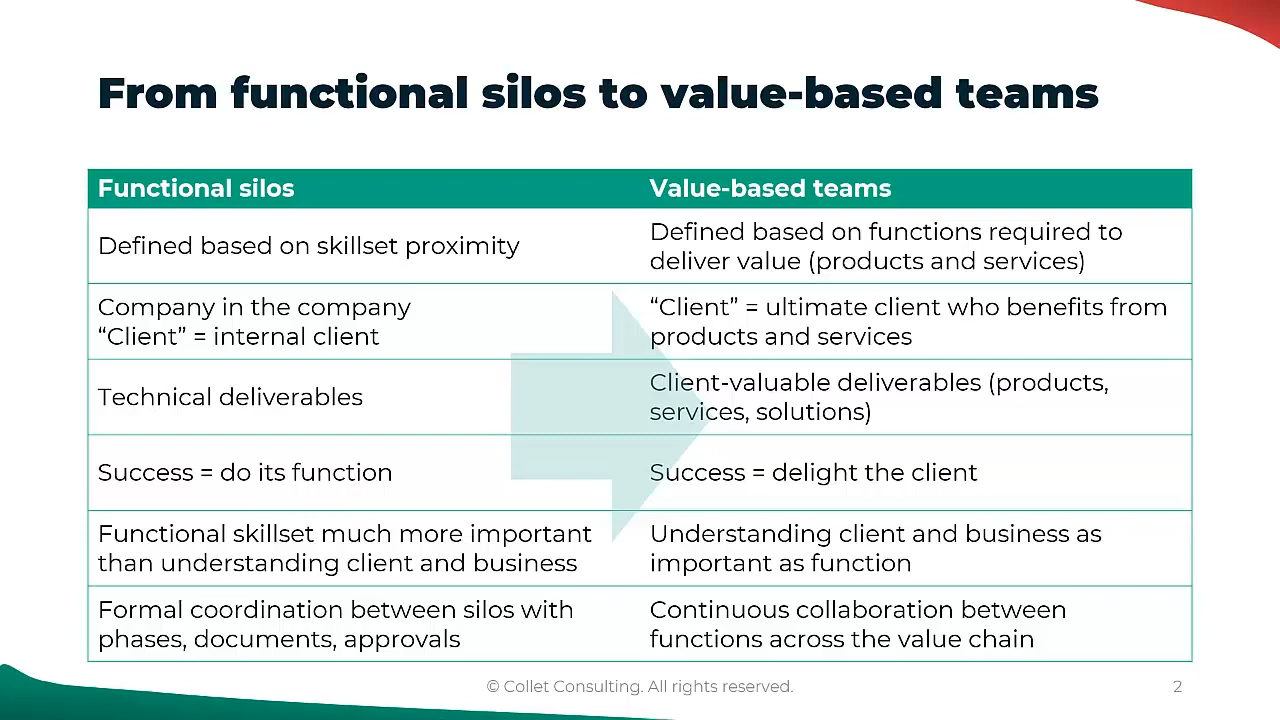 From functional silos to value-based teams
Functional silos
Value-based teams
Defined based on skillset proximity
Defined based on functions required to
deliver value (products and services)
Company in the company
“Client” = internal client
“Client” = ultimate client who benefits from
products and services
Technical deliverables
Client-valuable deliverables (products,
services, solutions)
Success = do its function
Success = delight the client
Functional skillset much more important
than understanding client and business
Understanding client and business as
important as function
Formal coordination between silos with
phases, documents, approvals
Continuous collaboration between
functions across the value chain
© Collet Consulting. All rights reserved.
2